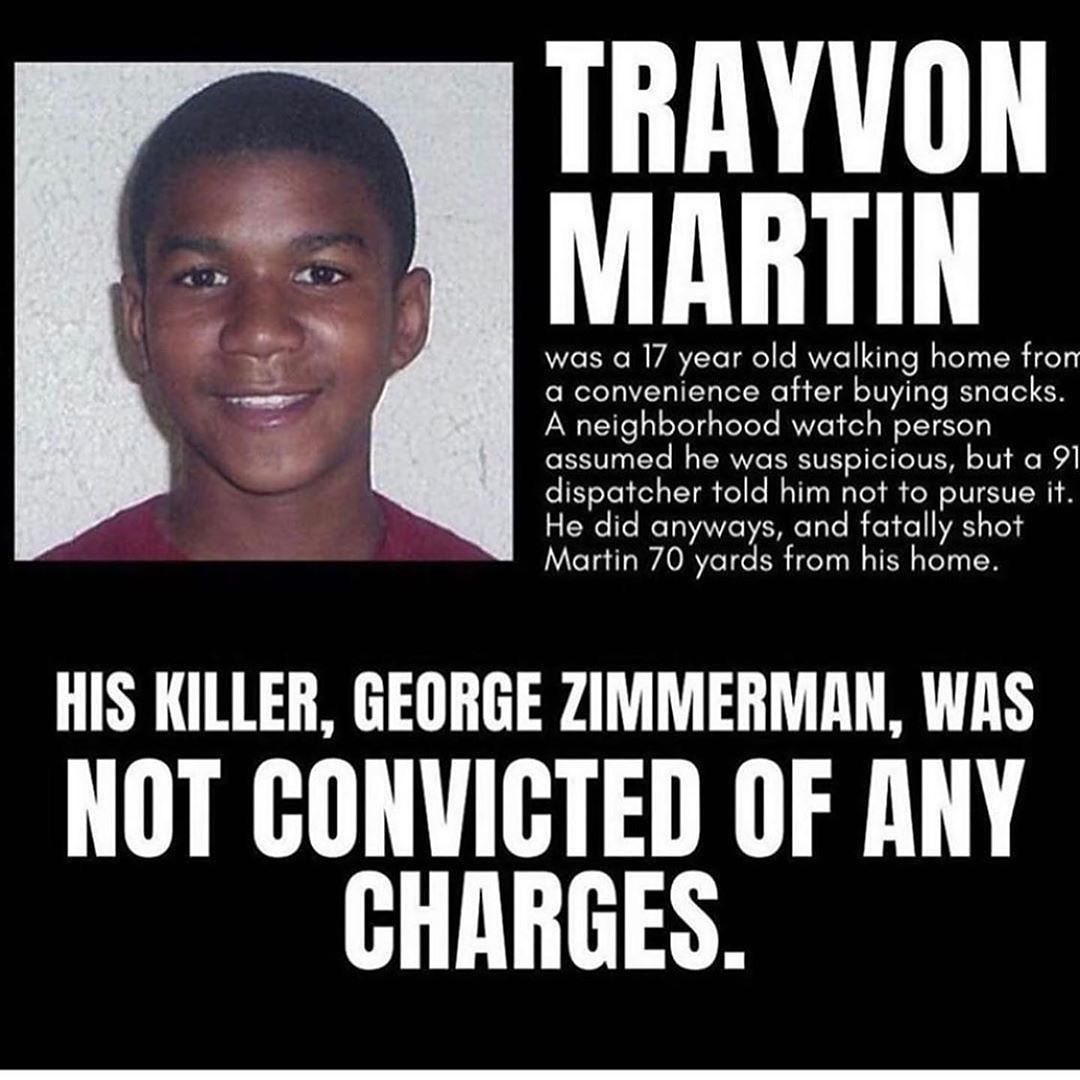 TRAYVON
MARTIN
was a 17 year old walking home from
a convenience after buying snacks.
A neighborhood watch person
assumed he was suspicious, but a 91
dispatcher told him not to pursue it.
He did anyways, and fatally shot
Martin 70 yards from his home.
HIS KILLER, GEORGE ZIMMERMAN, WAS
NOT CONVICTED OF ANY
CHARGES.